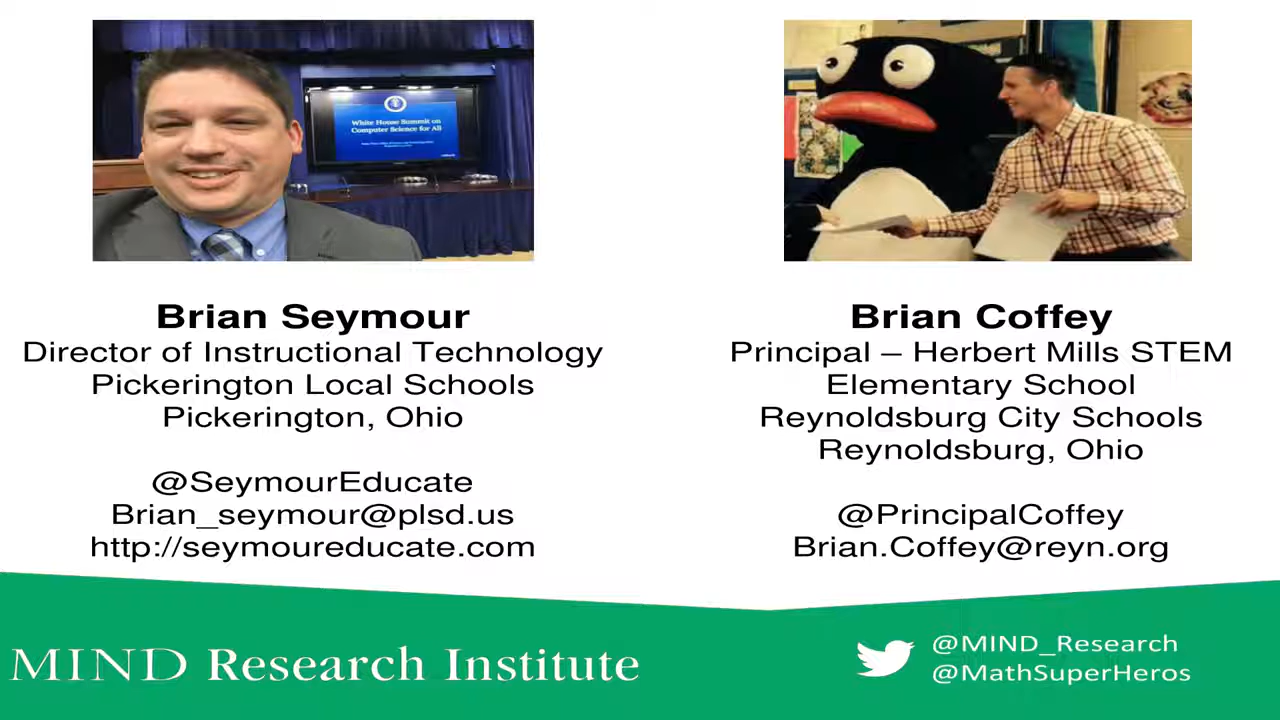 White House Summit on
Computer Science for All
Brian Seymour
Director of Instructional Technology
Pickerington Local Schools
Pickerington, Ohio
@SeymourEducate
Brian_seymour@plsd.us
http://seymoureducate.com
Brian Coffey
Principal – Herbert Mills STEM
Elementary School
Reynoldsburg City Schools
Reynoldsburg, Ohio
@PrincipalCoffey
Brian.Coffey@reyn.org
MIND Research Institute
@MIND_Research
@MathSuperHeros